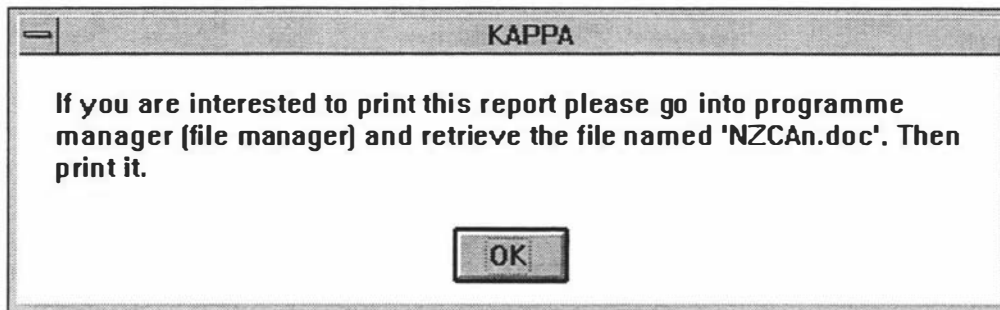 KAPPA
If you are interested to print this report please go into programme
manager (file manager) and retrieve the file named 'NZCAn.doc'. Then
print it.
OK